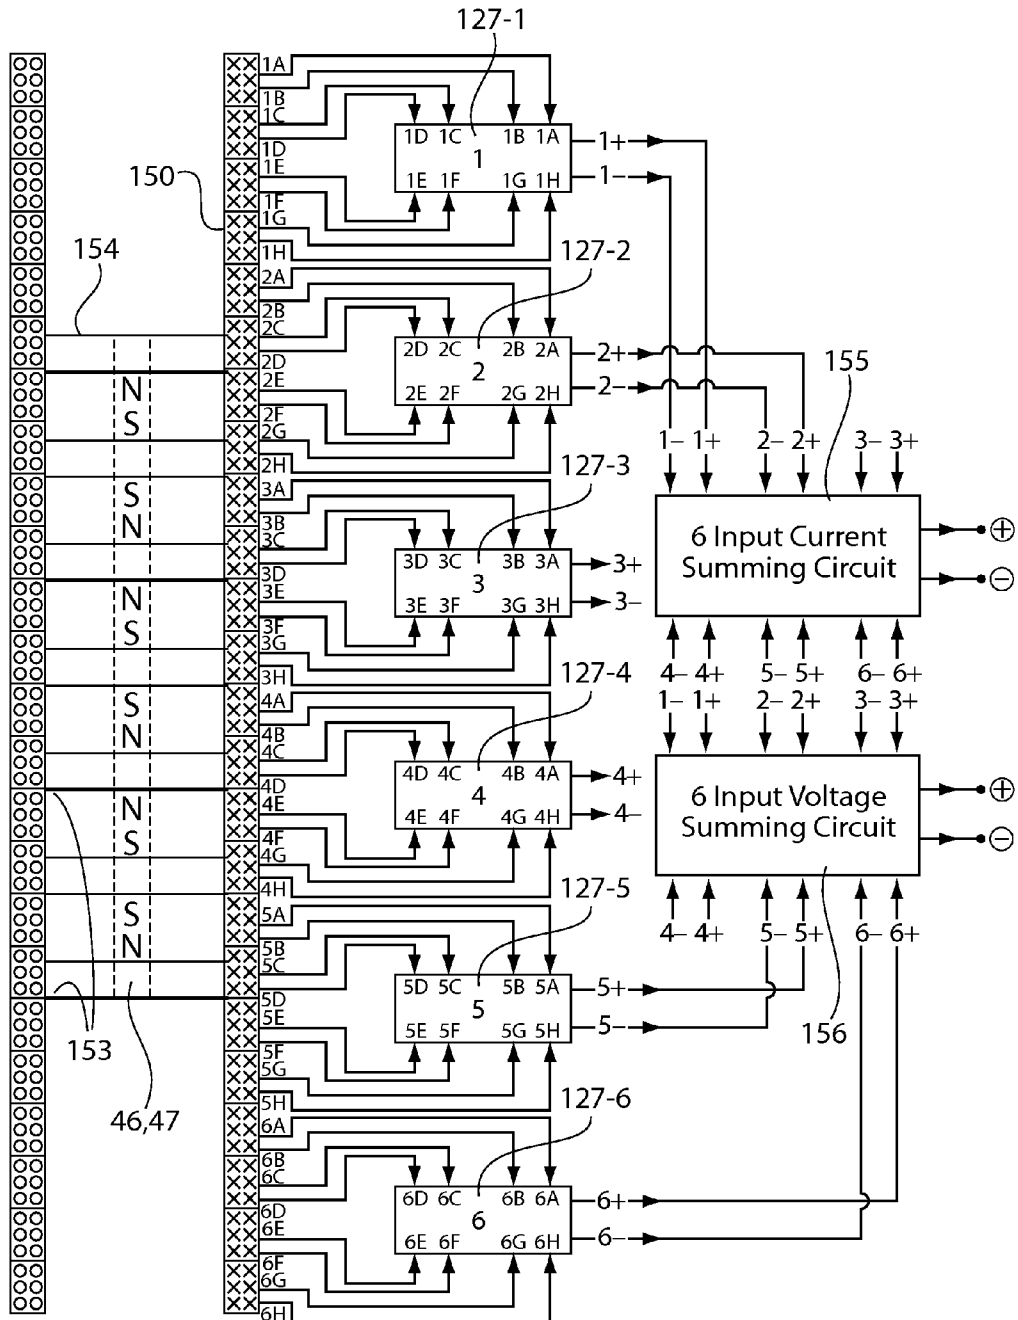 127-1
1A
1B
1C
1D
1E
1F
1G
1H
1D 1C 1B 1A
1
1E 1F 1G 1H
1+
1−
150
154
127-2
2A
2B
2C
2D
2E
2F
2G
2H
2D 2C 2B 2A
2
2E 2F 2G 2H
2+
2−
155
1− 1+ 2− 2+ 3− 3+
6 Input Current
Summing Circuit
+
−
4− 4+ 5− 5+ 6− 6+
127-3
3A
3B
3C
3D
3E
3F
3G
3H
3D 3C 3B 3A
3
3E 3F 3G 3H
3+
3−
N
S
S
N
N
S
S
N
N
S
S
N
127-4
4A
4B
4C
4D
4E
4F
4G
4H
4D 4C 4B 4A
4
4E 4F 4G 4H
4+
4−
1− 1+ 2− 2+ 3− 3+
6 Input Voltage
Summing Circuit
+
−
4− 4+ 5− 5+ 6− 6+
156
127-5
5A
5B
5C
5D
5E
5F
5G
5H
5D 5C 5B 5A
5
5E 5F 5G 5H
5+
5−
153
46,47
127-6
6A
6B
6C
6D
6E
6F
6G
6H
6D 6C 6B 6A
6
6E 6F 6G 6H
6+
6−